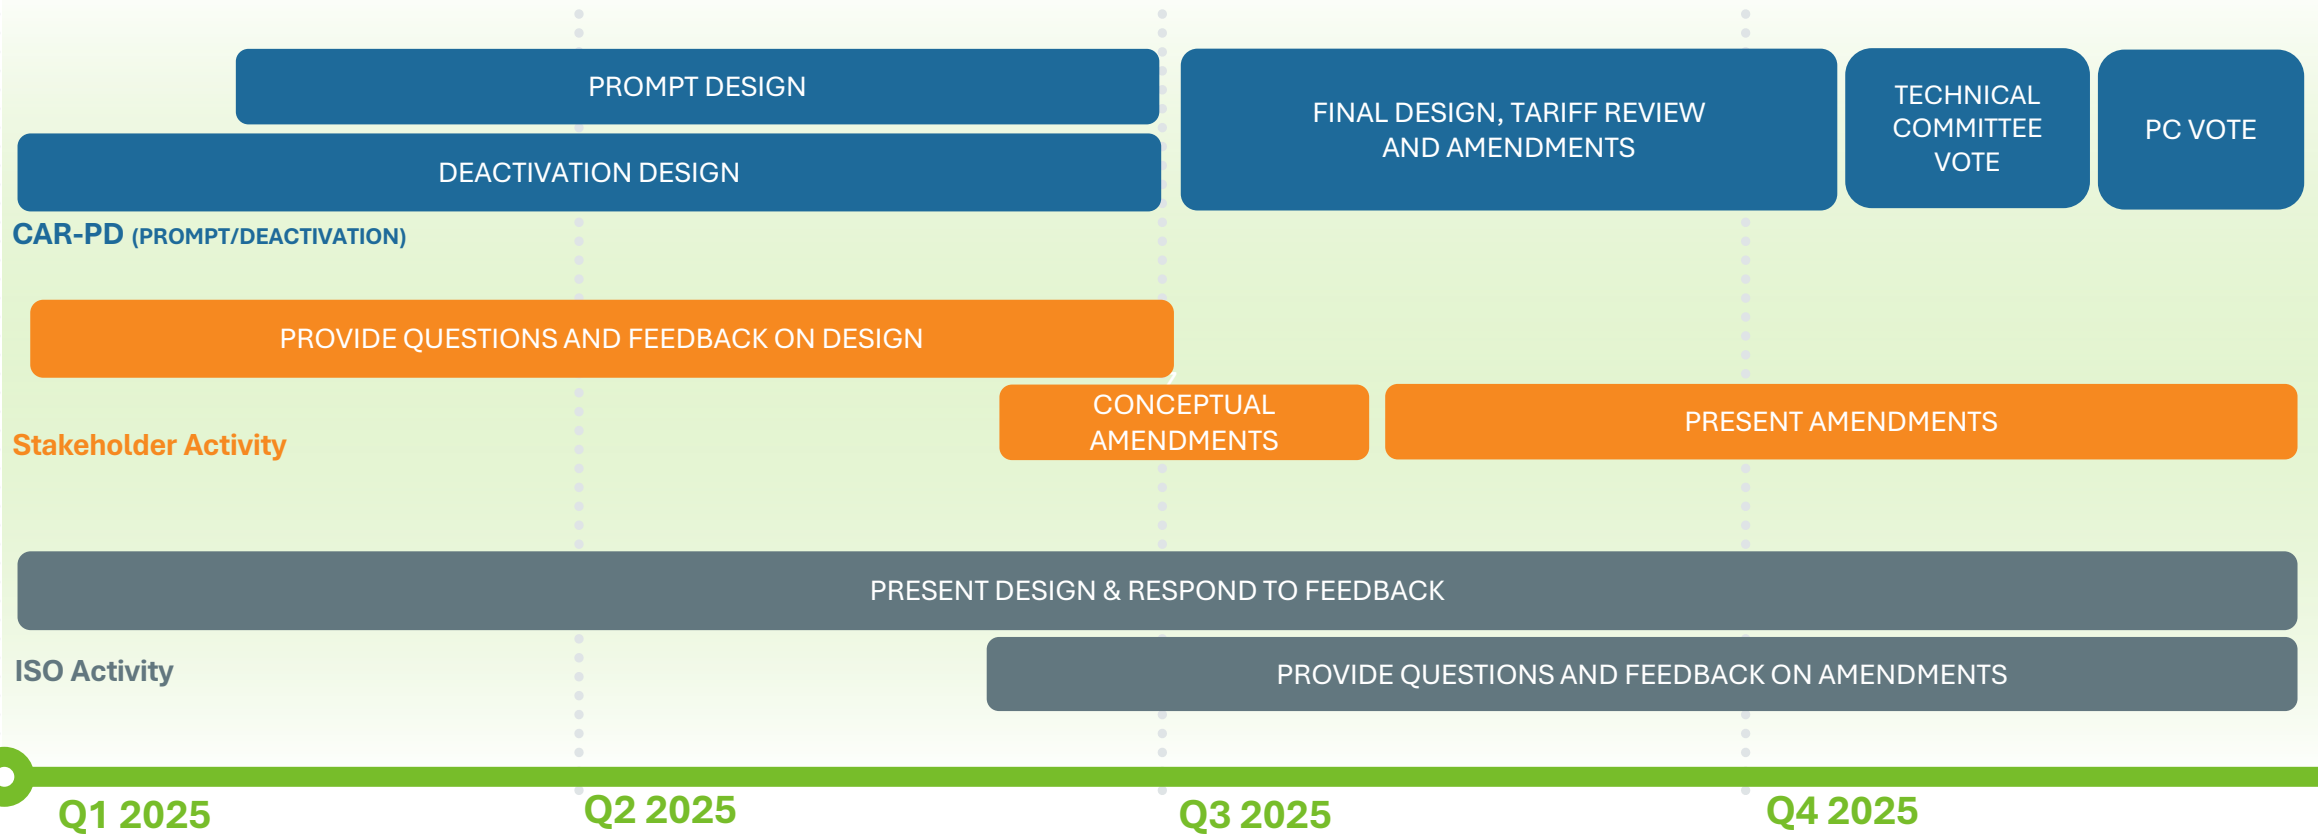 PROMPT DESIGN
DEACTIVATION DESIGN
FINAL DESIGN, TARIFF REVIEW
AND AMENDMENTS
TECHNICAL
COMMITTEE
VOTE
PC VOTE
CAR-PD (PROMPT/DEACTIVATION)
PROVIDE QUESTIONS AND FEEDBACK ON DESIGN
CONCEPTUAL
AMENDMENTS
PRESENT AMENDMENTS
Stakeholder Activity
PRESENT DESIGN & RESPOND TO FEEDBACK
PROVIDE QUESTIONS AND FEEDBACK ON AMENDMENTS
ISO Activity
Q1 2025
Q2 2025
Q3 2025
Q4 2025